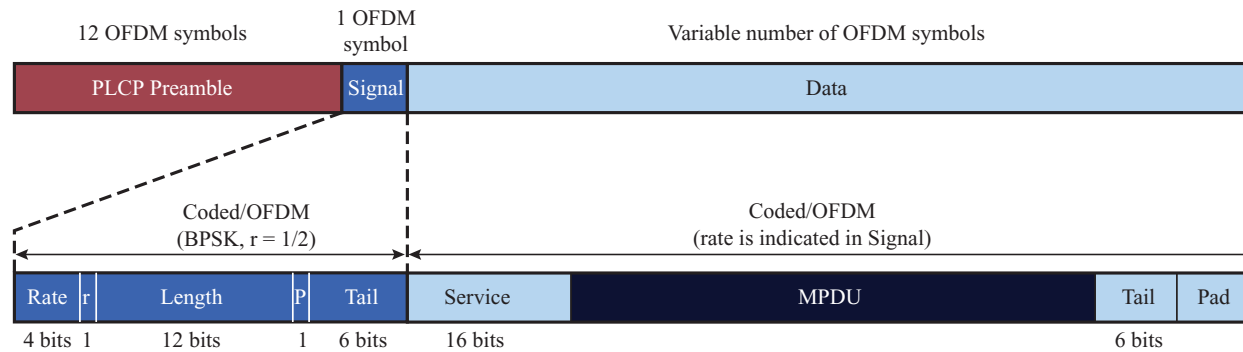 12 OFDM symbols
1 OFDM
symbol
Variable number of OFDM symbols
PLCP Preamble
Signal
Data
Coded/OFDM
(BPSK, r = 1/2)
Coded/OFDM
(rate is indicated in Signal)
Rate r Length P Tail Service MPDU Tail Pad
4 bits 1 12 bits 1 6 bits 16 bits 6 bits